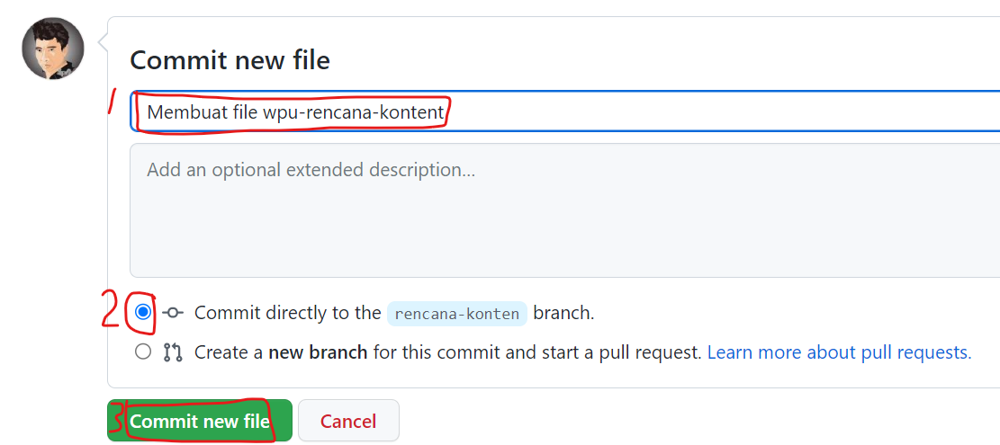 Commit new file
1
Membuat file wpu-rencana-kontent
Add an optional extended description...
2
Commit directly to the rencana-konten branch.
Create a new branch for this commit and start a pull request. Learn more about pull requests.
3 Commit new file Cancel